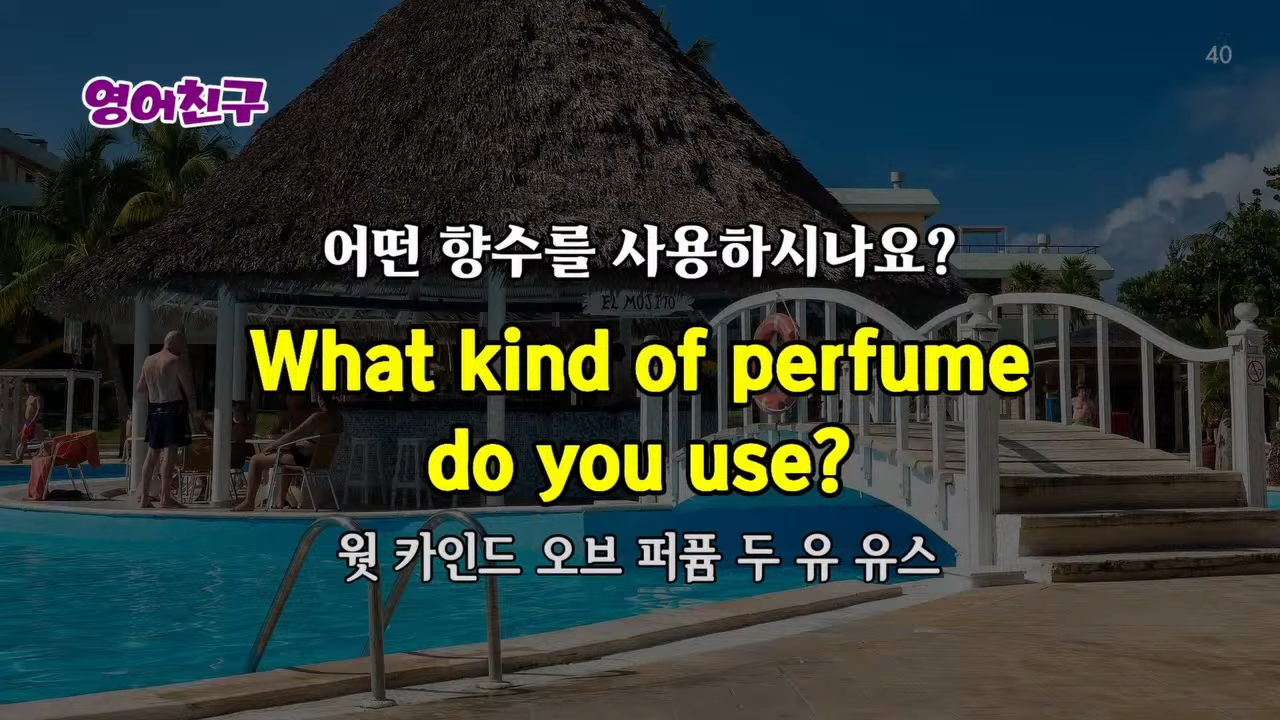 40
영어친구
어떤 향수를 사용하시나요?
EL MOJITO
What kind of perfume
do you use?
웟 카인드 오브 퍼퓸 두 유 유스